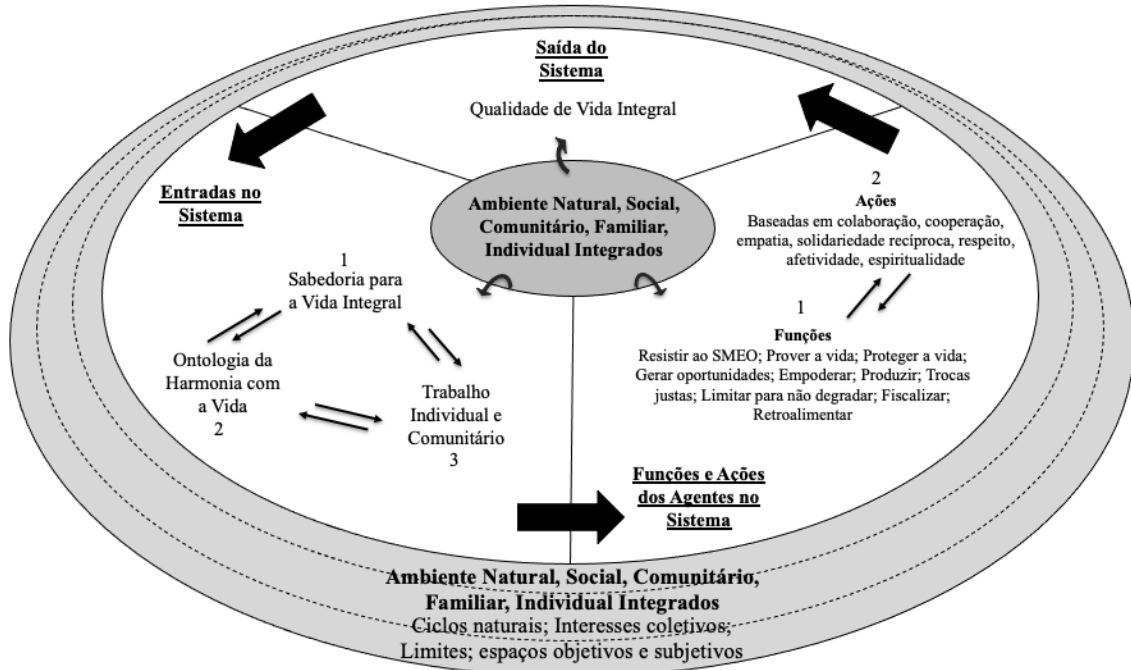 Saída do
Sistema
Qualidade de Vida Integral
Entradas no
Sistema
Ambiente Natural, Social,
Comunitário, Familiar,
Individual Integrados
1
Sabedoria para
a Vida Integral
Ontologia da
Harmonia com
a Vida
2
Trabalho
Individual e
Comunitário
3
2
Ações
Baseadas em colaboração, cooperação,
empatia, solidariedade recíproca, respeito,
afetividade, espiritualidade
1
Funções
Resistir ao SMEO; Prover a vida; Proteger a vida;
Gerar oportunidades; Empoderar; Produzir; Trocas
justas; Limitar para não degradar; Fiscalizar;
Retroalimentar
Funções e Ações
dos Agentes no
Sistema
Ambiente Natural, Social, Comunitário,
Familiar, Individual Integrados
Ciclos naturais; Interesses coletivos;
Limites; espaços objetivos e subjetivos